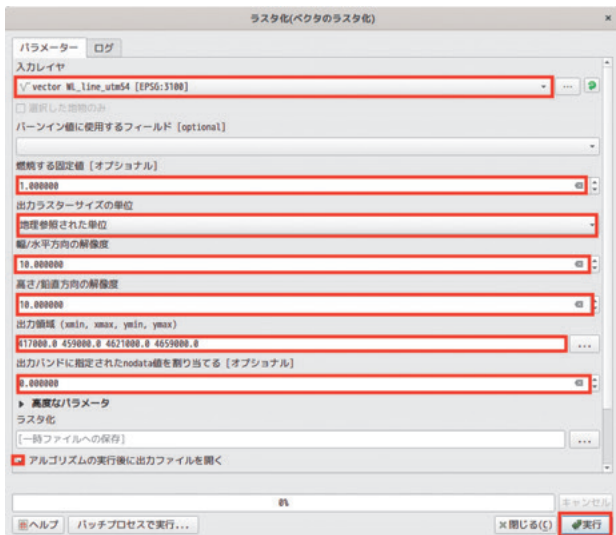 ラスタ化(ベクタのラスタ化)
パラメーター ログ
入力レイヤ
vector WL_line_utm54 [EPSG:3100]
選択した地物のみ
バーンイン値に使用するフィールド [optional]
燃焼する固定値 [オプショナル]
1.000000
出力ラスターサイズの単位
地理参照された単位
幅/水平方向の解像度
10.000000
高さ/鉛直方向の解像度
10.000000
出力領域 (xmin, xmax, ymin, ymax)
417000.0 459000.0 4621000.0 4659000.0
出力バンドに指定されたnodata値を割り当てる [オプショナル]
0.000000
高度なパラメータ
ラスタ化
[一時ファイルへの保存]
アルゴリズムの実行後に出力ファイルを開く
0% キャンセル
ヘルプ バッチプロセスで実行... 閉じる(C) 実行